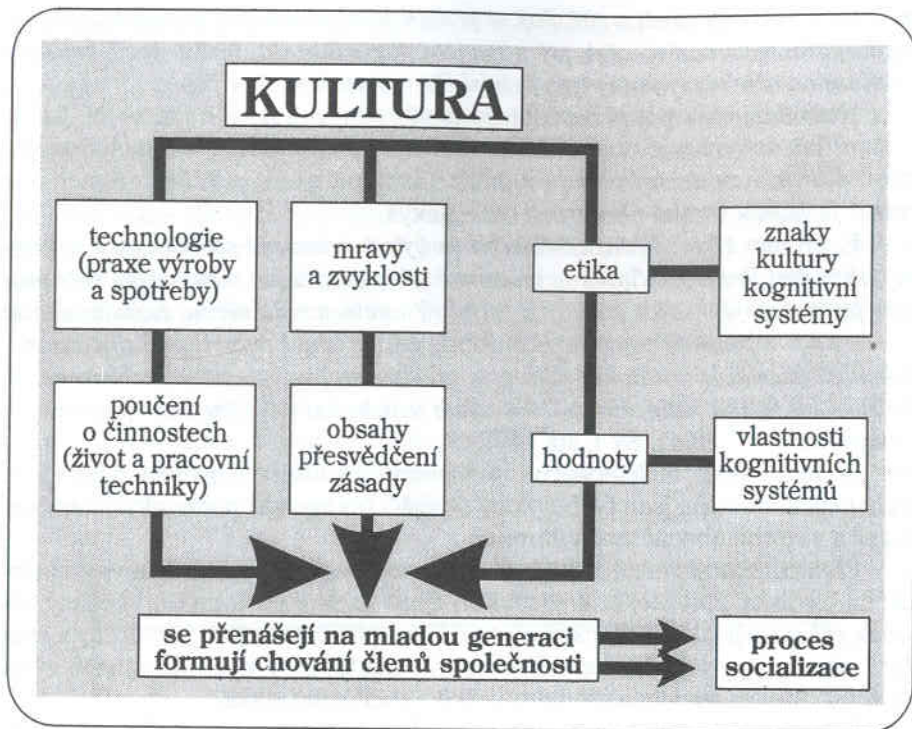 KULTURA
technologie
(praxe výroby
a spotřeby)
mravy
a zvyklosti
etika
znaky
kultury
kognitivní
systémy
poučení
o činnostech
(život a pracovní
techniky)
obsahy
přesvědčení
zásady
hodnoty
vlastnosti
kognitivních
systémů
se přenášejí na mladou generaci
formují chování členů společnosti
proces
socializace